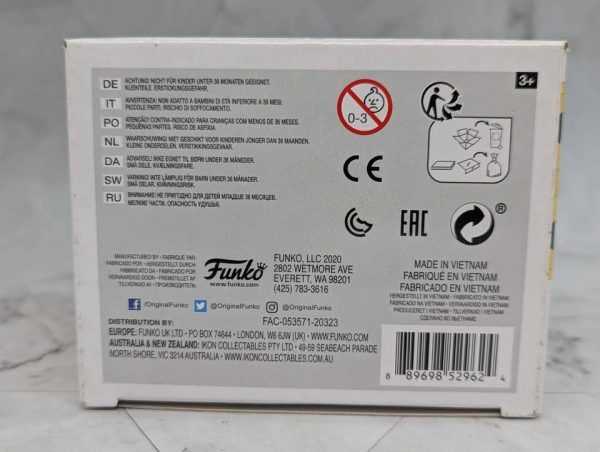 DE ACHTUNG! NICHT FÜR KINDER UNTER 36 MONATEN GEEIGNET.
KLEINTEILE. ERSTICKUNGSGEFAHR.
IT AVVERTENZA: NON ADATTO A BAMBINI DI ETÀ INFERIORE A 36 MESI.
PICCOLE PARTI. RISCHIO DI SOFFOCAMENTO.
PO ATENÇÃO! CONTRA-INDICADO PARA CRIANÇAS COM MENOS DE 36 MESES.
PEQUENAS PARTES. RISCO DE ASFIXIA.
NL WAARSCHUWING! NIET GESCHIKT VOOR KINDEREN JONGER DAN 36 MAANDEN.
KLEINE ONDERDELEN. VERSTIKKINGSGEVAAR.
DA ADVARSEL! IKKE EGNET TIL BØRN UNDER 36 MÅNEDER.
SMÅ DELE. KVÆLNINGSFARE.
SW VARNING! INTE LÄMPLIG FÖR BARN UNDER 36 MÅNADER.
SMÅ DELAR. KVÄVNINGSRISK.
RU ВНИМАНИЕ! НЕ ПРИГОДНО ДЛЯ ДЕТЕЙ МЛАДШЕ 36 МЕСЯЦЕВ.
МЕЛКИЕ ЧАСТИ. ОПАСНОСТЬ УДУШЬЯ.
0-3
3+
CE
EAC
®
MANUFACTURED BY • FABRIQUÉ PAR
FABRICADO POR • HERGESTELLT DURCH
FABBRICATO DA • FABRICADO POR
VERVAARDIGD DOOR • FREMSTILLET AF
TILLVERKAD AV • ПРОИЗВОДИТЕЛЬ:
Funko
www.funko.com
FUNKO, LLC 2020
2802 WETMORE AVE
EVERETT, WA 98201
(425) 783-3616
/OriginalFunko @OriginalFunko @OriginalFunko
FAC-053571-20323
DISTRIBUTION BY:
EUROPE: FUNKO UK LTD • PO BOX 74644 • LONDON, W6 6JW (UK) • WWW.FUNKO.COM
AUSTRALIA & NEW ZEALAND: IKON COLLECTABLES PTY LTD • 49-59 SEABEACH PARADE
NORTH SHORE, VIC 3214 AUSTRALIA • WWW.IKONCOLLECTABLES.COM.AU
MADE IN VIETNAM
FABRIQUÉ EN VIETNAM
FABRICADO EN VIETNAM
HERGESTELLT IN VIETNAM • FABBRICATO IN VIETNAM
FABRICADO NO VIETNAM • VERVAARDIGD IN VIETNAM
PRODUCERET I VIETNAM • TILLVERKAD I VIETNAM
СДЕЛАНО ВО ВЬЕТНАМЕ
8 89698 52962 4